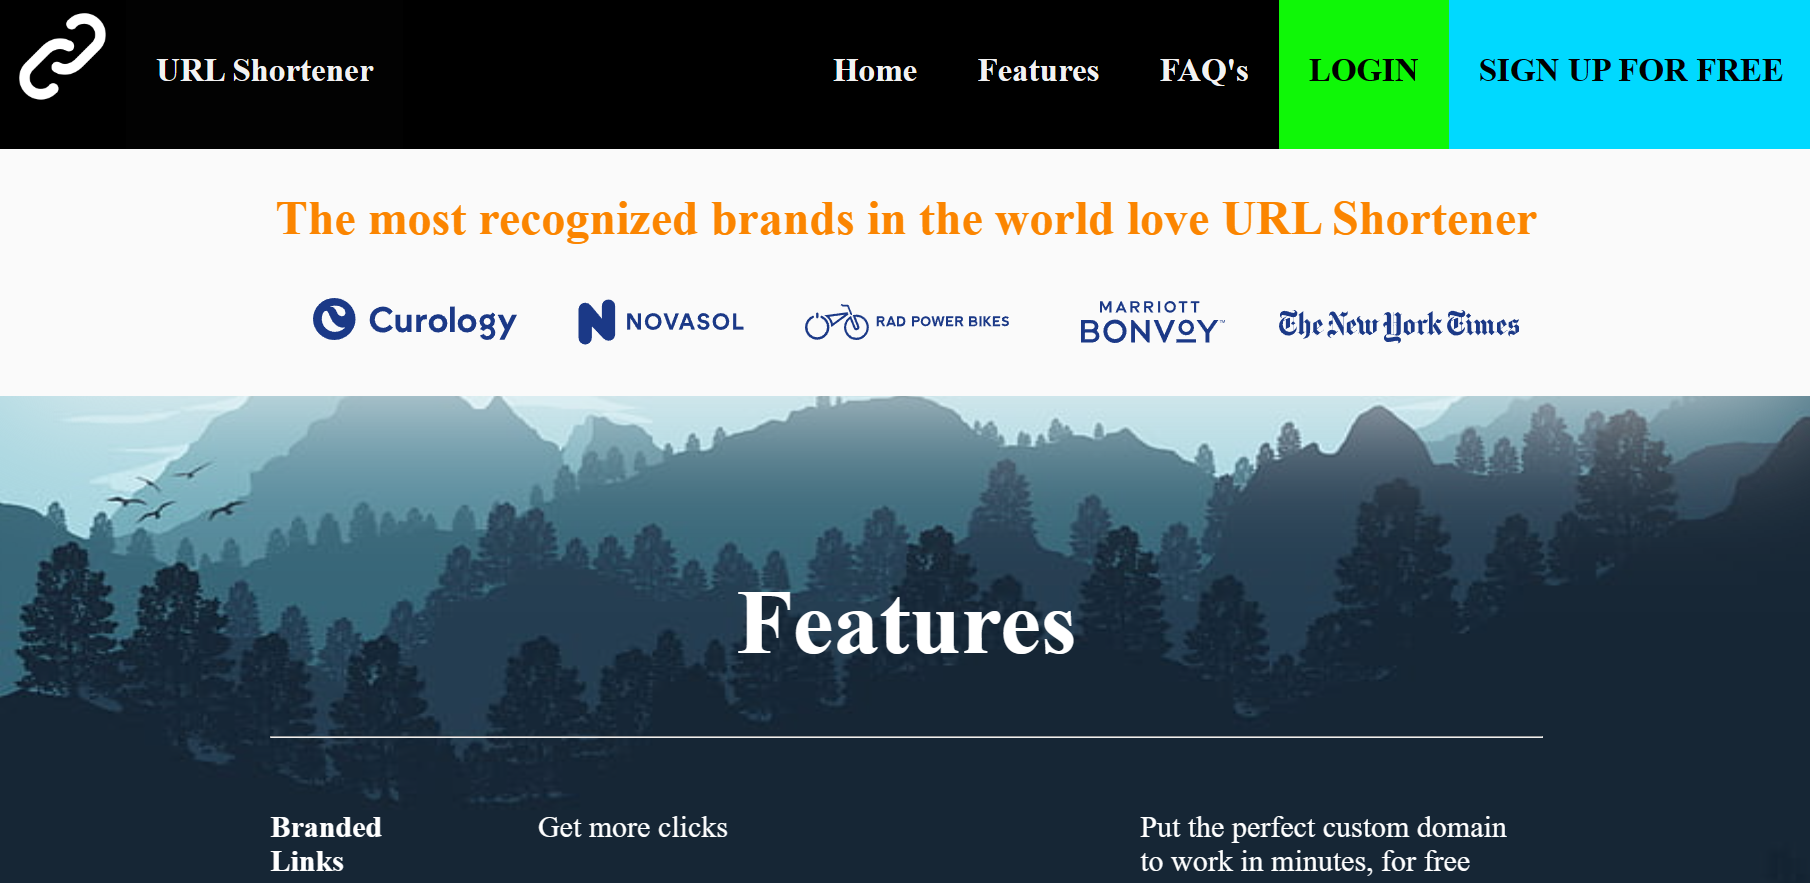 URL Shortener
Home
Features
FAQ's
LOGIN
SIGN UP FOR FREE
The most recognized brands in the world love URL Shortener
Curology
NOVASOL
RAD POWER BIKES
MARRIOTT
BONVOY™
The New York Times
Features
Branded
Links
Get more clicks
Put the perfect custom domain
to work in minutes, for free